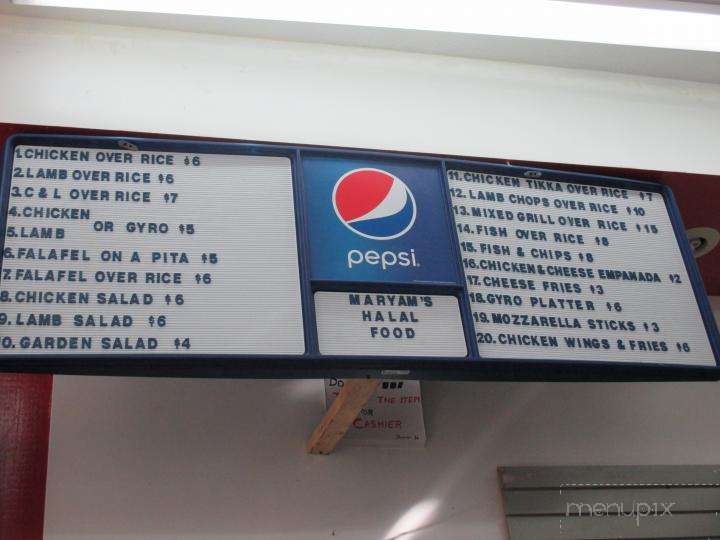 1.CHICKEN OVER RICE $6
2.LAMB OVER RICE $6
3.C & L OVER RICE $7
4.CHICKEN
OR GYRO $5
5.LAMB
6.FALAFEL ON A PITA $5
7.FALAFEL OVER RICE $6
8.CHICKEN SALAD $6
9.LAMB SALAD $6
0.GARDEN SALAD $4
pepsi
MARYAM'S
HALAL
FOOD
11.CHICKEN TIKKA OVER RICE $7
12.LAMB CHOPS OVER RICE $10
13.MIXED GRILL OVER RICE $15
14.FISH OVER RICE $8
15.FISH & CHIPS $8
16.CHICKEN&CHEESE EMPANADA $2
17.CHEESE FRIES $3
18.GYRO PLATTER $6
19.MOZZARELLA STICKS $3
20.CHICKEN WINGS & FRIES $6
THE ITEM
FOR
CASHIER
menupix